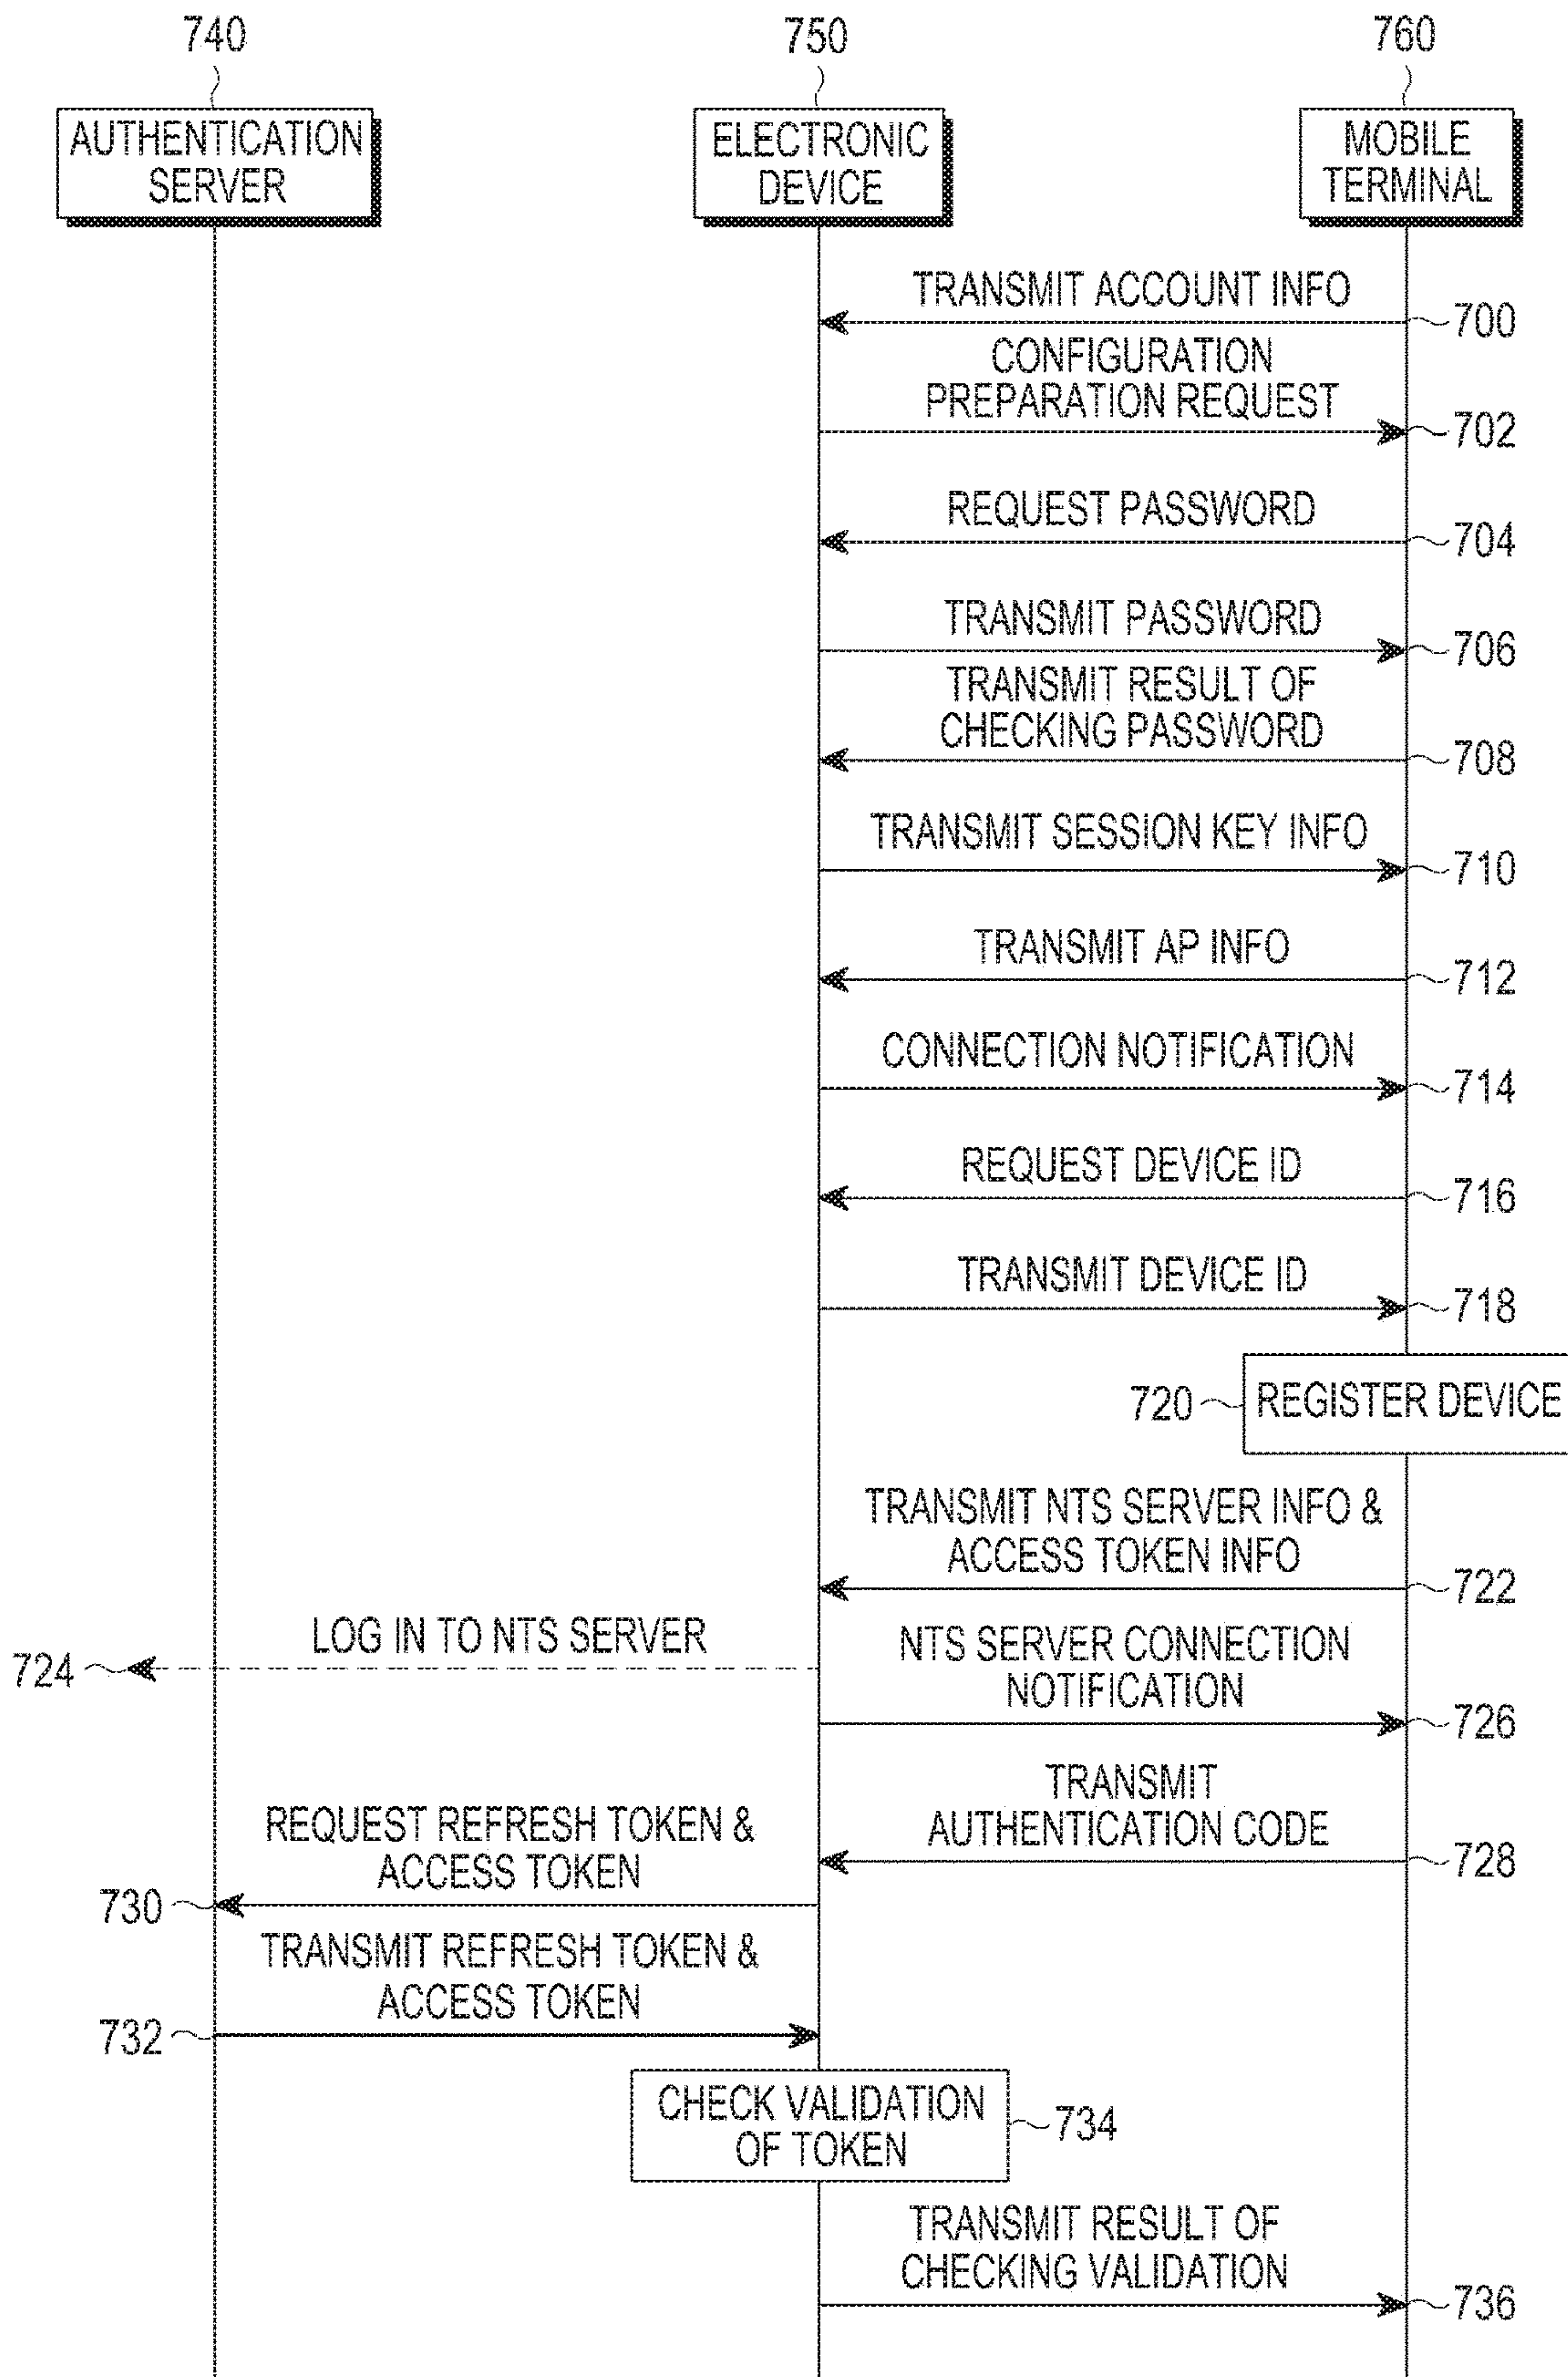 740
750
760
AUTHENTICATION
SERVER
ELECTRONIC
DEVICE
MOBILE
TERMINAL
TRANSMIT ACCOUNT INFO
700
CONFIGURATION
PREPARATION REQUEST
702
REQUEST PASSWORD
704
TRANSMIT PASSWORD
706
TRANSMIT RESULT OF
CHECKING PASSWORD
708
TRANSMIT SESSION KEY INFO
710
TRANSMIT AP INFO
712
CONNECTION NOTIFICATION
714
REQUEST DEVICE ID
716
TRANSMIT DEVICE ID
718
720
REGISTER DEVICE
TRANSMIT NTS SERVER INFO &
ACCESS TOKEN INFO
722
LOG IN TO NTS SERVER
724
NTS SERVER CONNECTION
NOTIFICATION
726
TRANSMIT
AUTHENTICATION CODE
728
REQUEST REFRESH TOKEN &
ACCESS TOKEN
730
TRANSMIT REFRESH TOKEN &
ACCESS TOKEN
732
CHECK VALIDATION
OF TOKEN
734
TRANSMIT RESULT OF
CHECKING VALIDATION
736